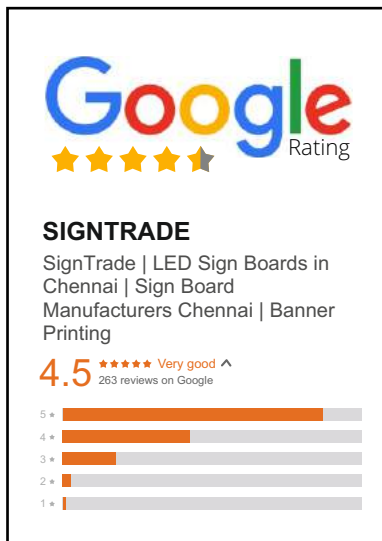 Google
Rating
SIGNTRADE
SignTrade | LED Sign Boards in
Chennai | Sign Board
Manufacturers Chennai | Banner
Printing
4.5 ★★★★★ Very good
263 reviews on Google
5 ★
4 ★
3 ★
2 ★
1 ★